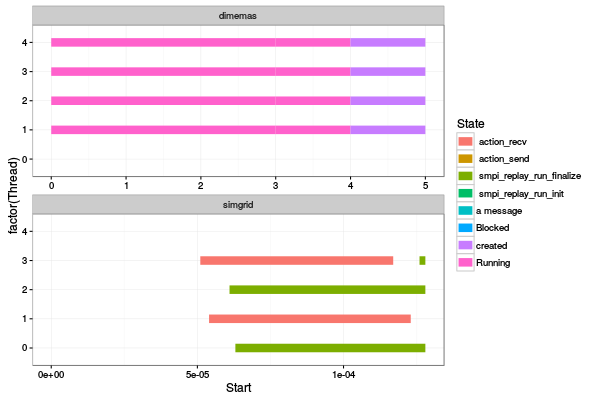 dimemas
4
3
2
1
0
0 1 2 3 4 5
factor(Thread)
simgrid
4
3
2
1
0
0e+00 5e-05 1e-04
Start
State
action_recv
action_send
smpi_replay_run_finalize
smpi_replay_run_init
a message
Blocked
created
Running